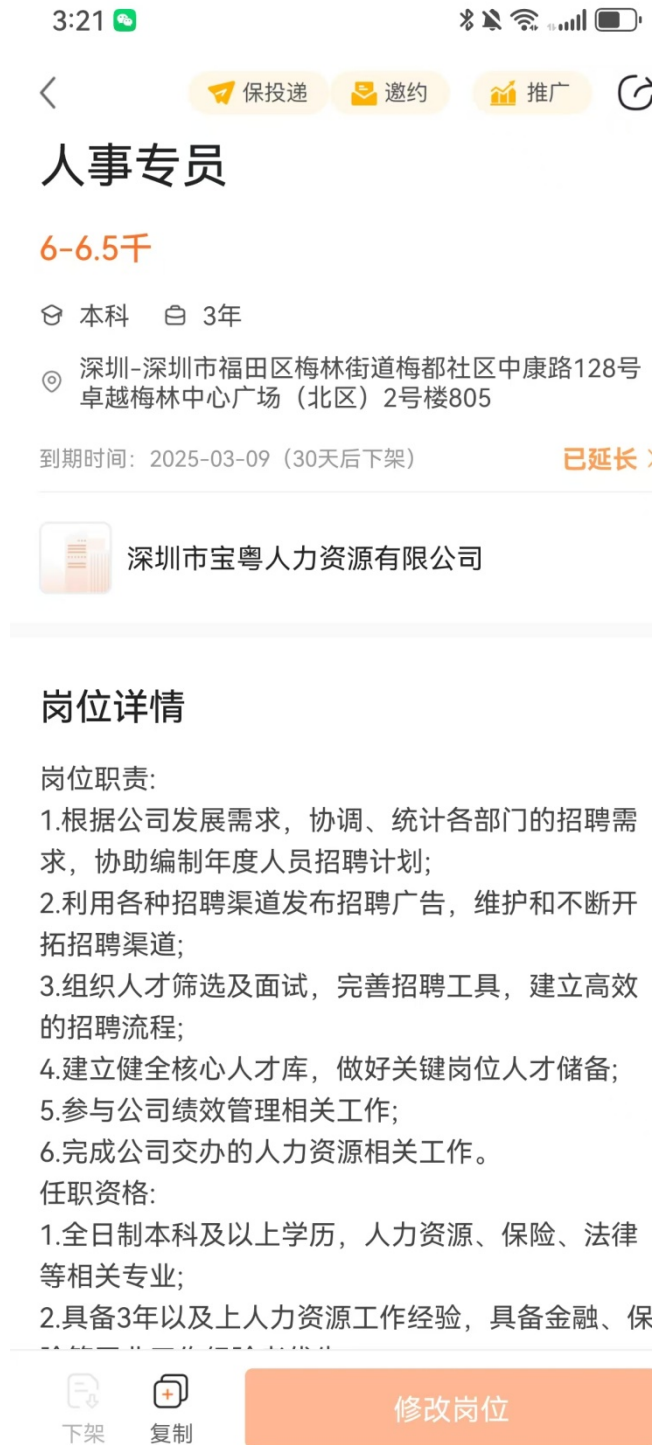 3:21
保投递 邀约 推广
人事专员
6-6.5千
本科 3年
深圳-深圳市福田区梅林街道梅都社区中康路128号
卓越梅林中心广场（北区）2号楼805
到期时间：2025-03-09（30天后下架）
已延长
深圳市宝粤人力资源有限公司
岗位详情
岗位职责:
1.根据公司发展需求，协调、统计各部门的招聘需
求，协助编制年度人员招聘计划;
2.利用各种招聘渠道发布招聘广告，维护和不断开
拓招聘渠道;
3.组织人才筛选及面试，完善招聘工具，建立高效
的招聘流程;
4.建立健全核心人才库，做好关键岗位人才储备;
5.参与公司绩效管理相关工作;
6.完成公司交办的人力资源相关工作。
任职资格:
1.全日制本科及以上学历，人力资源、保险、法律
等相关专业;
2.具备3年以及上人力资源工作经验，具备金融、保
下架 复制 修改岗位